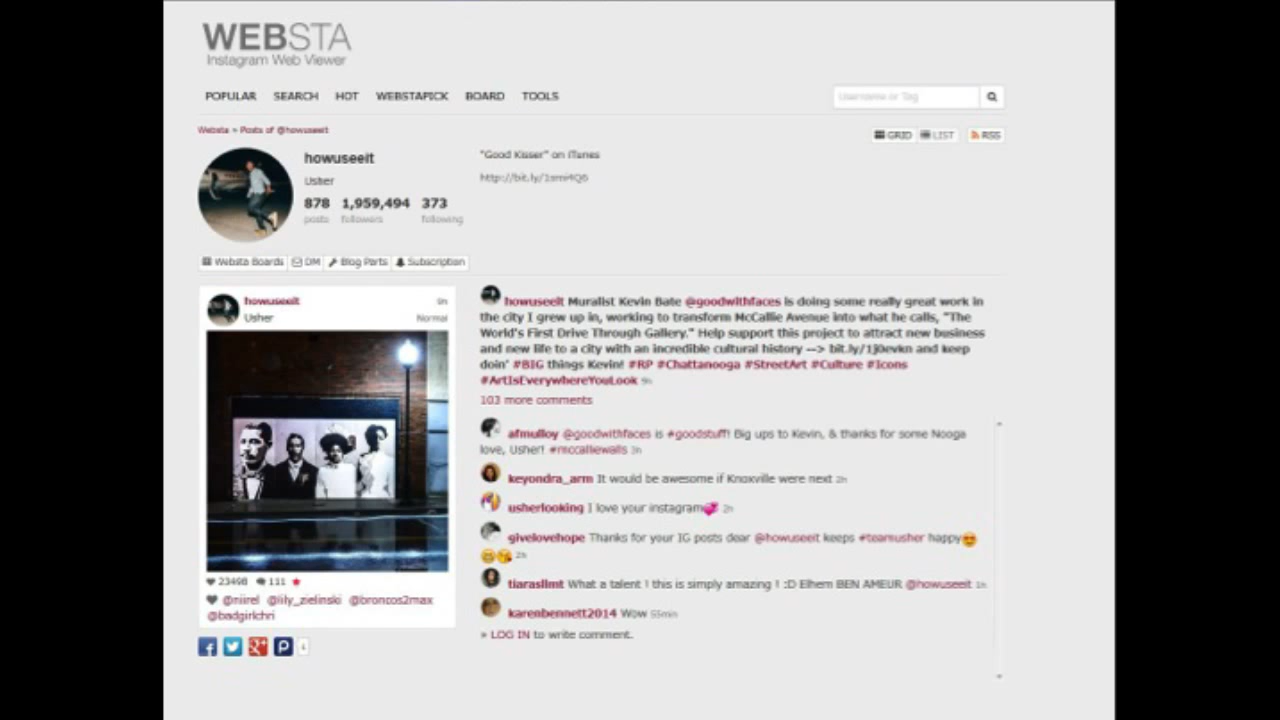 WEBSTA
Instagram Web Viewer
POPULAR SEARCH HOT WEBSTAPICK BOARD TOOLS
Username or Tag
Websta » Posts of @howuseeit
GRID LIST RSS
howuseeit
Usher
878 1,959,494 373
posts followers following
"Good Kisser" on iTunes
Websta Boards DM Blog Parts Subscription
howuseeit 9h
Usher Normal
23498 111
@niirel @lily_zielinski @broncos2max
@badgirlchri
howuseeit Muralist Kevin Bate @goodwithfaces is doing some really great work in
the city I grew up in, working to transform McCallie Avenue into what he calls, "The
World's First Drive Through Gallery." Help support this project to attract new business
and new life to a city with an incredible cultural history --> bit.ly/1j0evkn and keep
doin' #BIG things Kevin! #RP #Chattanooga #StreetArt #Culture #Icons
#ArtIsEverywhereYouLook 9h
103 more comments
afmulloy @goodwithfaces is #goodstuff! Big ups to Kevin, & thanks for some Nooga
love, Usher! #mccalliewalls 3h
keyondra_arm It would be awesome if Knoxville were next 2h
usherlooking I love your instagram💞 2h
givelovehope Thanks for your IG posts dear @howuseeit keeps #teamusher happy😍
2h
tiarasllmt What a talent ! this is simply amazing ! :D Elhem BEN AMEUR @howuseeit 1h
karenbennett2014 Wow 55min
» LOG IN to write comment.